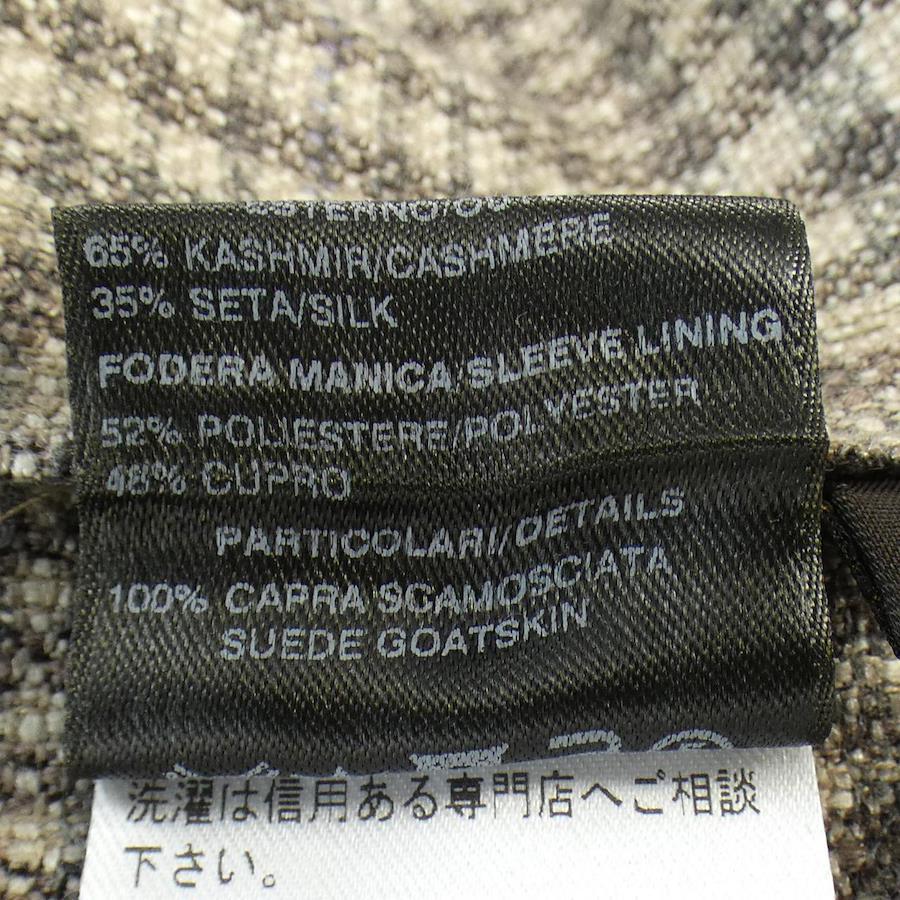 65% KASHMIR/CASHMERE
35% SETA/SILK
FODERA MANICA/SLEEVE LINING
52% POLIESTERE/POLYESTER
48% CUPRO
PARTICOLARI/DETAILS
100% CAPRA SCAMOSCIATA
SUEDE GOATSKIN
洗濯は信用ある専門店へご相談
下さい。